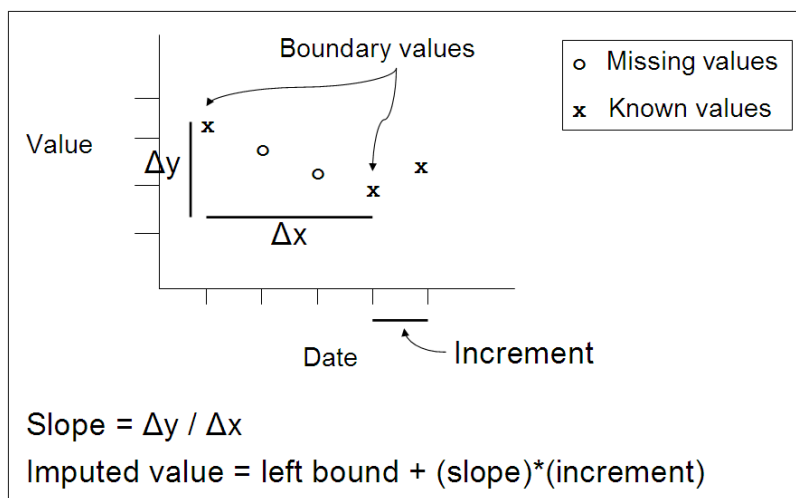 Boundary values
o Missing values
x Known values
Value
Δy
x
x
x
Δx
Increment
Date
Slope = Δy / Δx
Imputed value = left bound + (slope)*(increment)